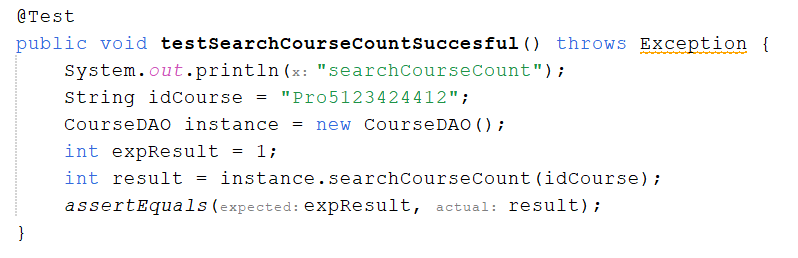 @Test
public void testSearchCourseCountSuccesful() throws Exception {
System.out.println(x: "searchCourseCount");
String idCourse = "Pro5123424412";
CourseDAO instance = new CourseDAO();
int expResult = 1;
int result = instance.searchCourseCount(idCourse);
assertEquals(expected: expResult, actual: result);
}